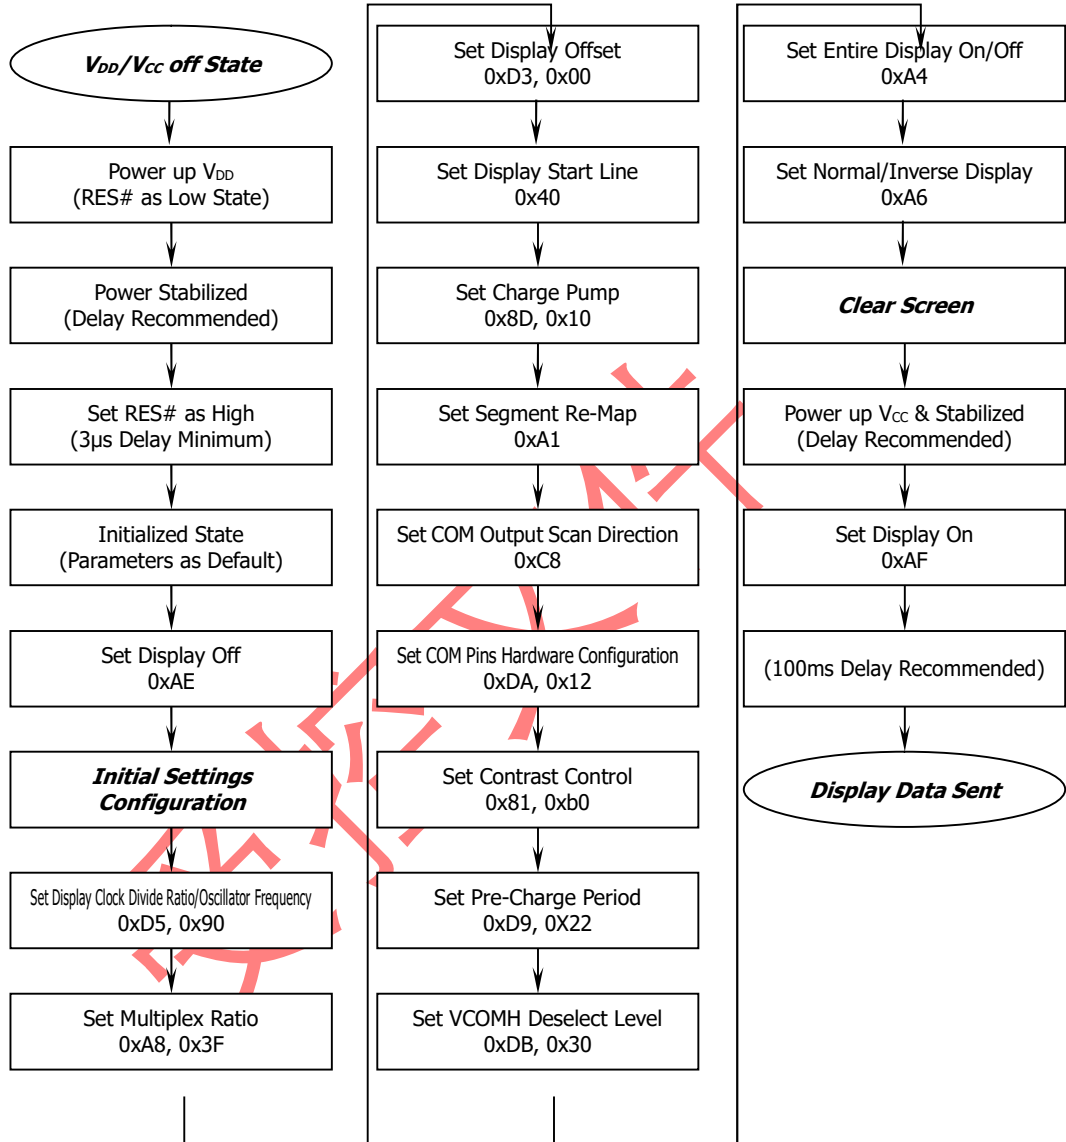 V_DD/V_CC off State
Power up V_DD
(RES# as Low State)
Power Stabilized
(Delay Recommended)
Set RES# as High
(3μs Delay Minimum)
Initialized State
(Parameters as Default)
Set Display Off
0xAE
Initial Settings
Configuration
Set Display Clock Divide Ratio/Oscillator Frequency
0xD5, 0x90
Set Multiplex Ratio
0xA8, 0x3F
Set Display Offset
0xD3, 0x00
Set Display Start Line
0x40
Set Charge Pump
0x8D, 0x10
Set Segment Re-Map
0xA1
Set COM Output Scan Direction
0xC8
Set COM Pins Hardware Configuration
0xDA, 0x12
Set Contrast Control
0x81, 0xb0
Set Pre-Charge Period
0xD9, 0X22
Set VCOMH Deselect Level
0xDB, 0x30
Set Entire Display On/Off
0xA4
Set Normal/Inverse Display
0xA6
Clear Screen
Power up V_CC & Stabilized
(Delay Recommended)
Set Display On
0xAF
(100ms Delay Recommended)
Display Data Sent